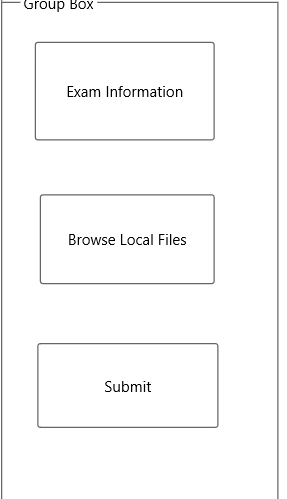 Group Box
Exam Information
Browse Local Files
Submit